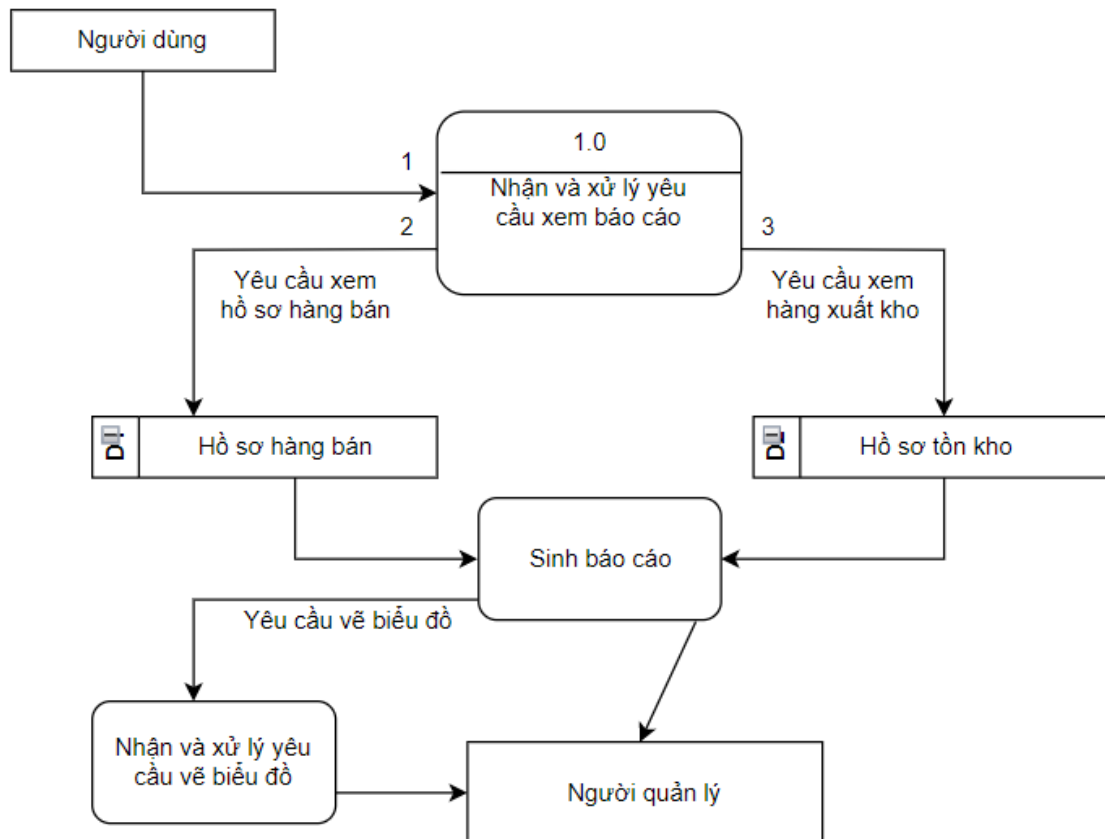 Người dùng
1.0
1
Nhận và xử lý yêu
cầu xem báo cáo
2
3
Yêu cầu xem
hồ sơ hàng bán
Yêu cầu xem
hàng xuất kho
Hồ sơ hàng bán
Hồ sơ tồn kho
Sinh báo cáo
Yêu cầu vẽ biểu đồ
Nhận và xử lý yêu
cầu vẽ biểu đồ
Người quản lý